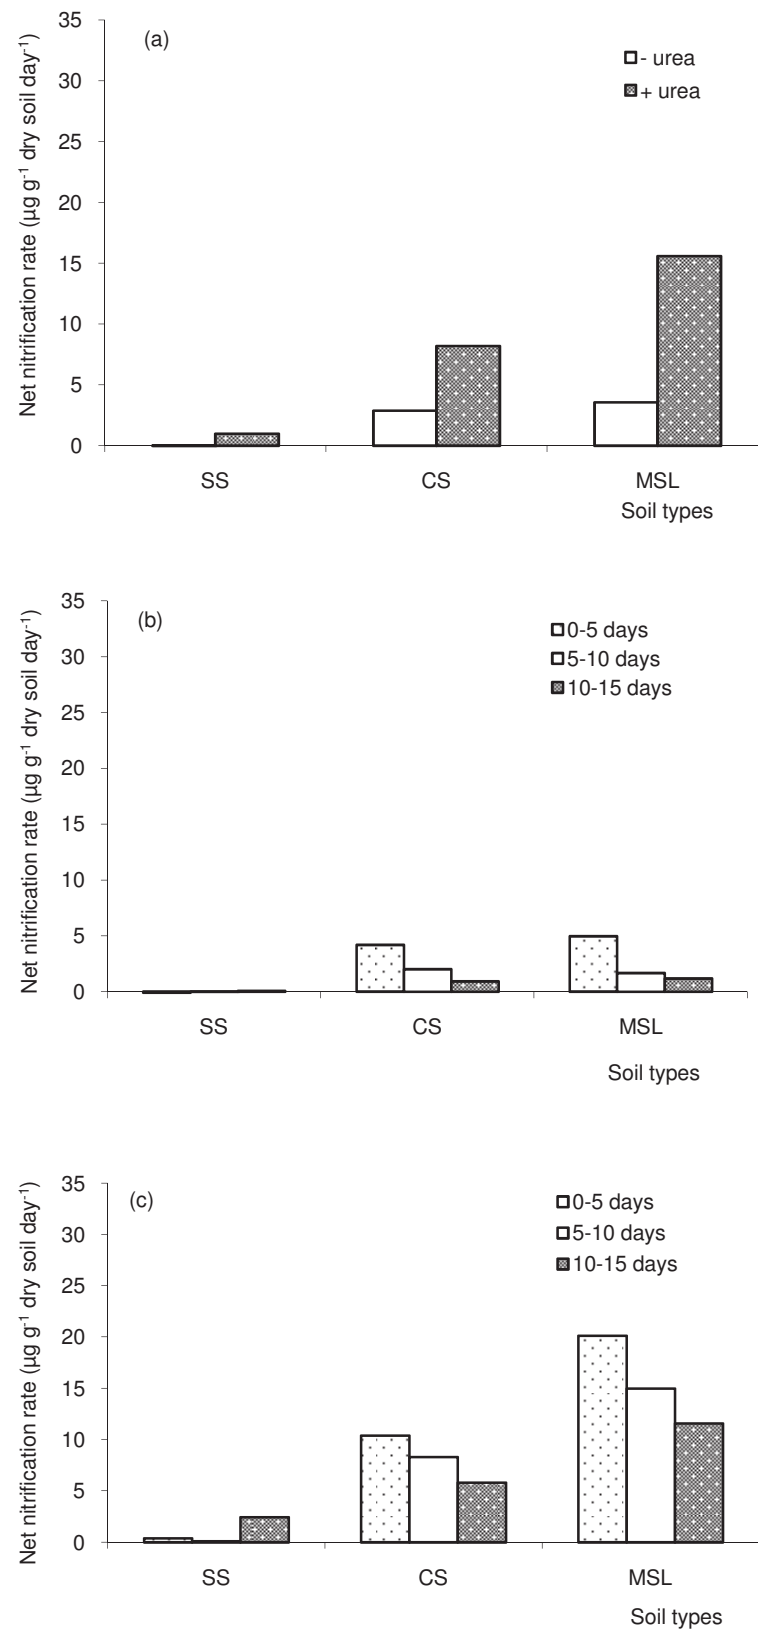 (a)
Net nitrification rate (µg g⁻¹ dry soil day⁻¹)
35
30
25
20
15
10
5
0
- urea
+ urea
SS CS MSL
Soil types
(b)
Net nitrification rate (µg g⁻¹ dry soil day⁻¹)
35
30
25
20
15
10
5
0
0-5 days
5-10 days
10-15 days
SS CS MSL
Soil types
(c)
Net nitrification rate (µg g⁻¹ dry soil day⁻¹)
35
30
25
20
15
10
5
0
0-5 days
5-10 days
10-15 days
SS CS MSL
Soil types